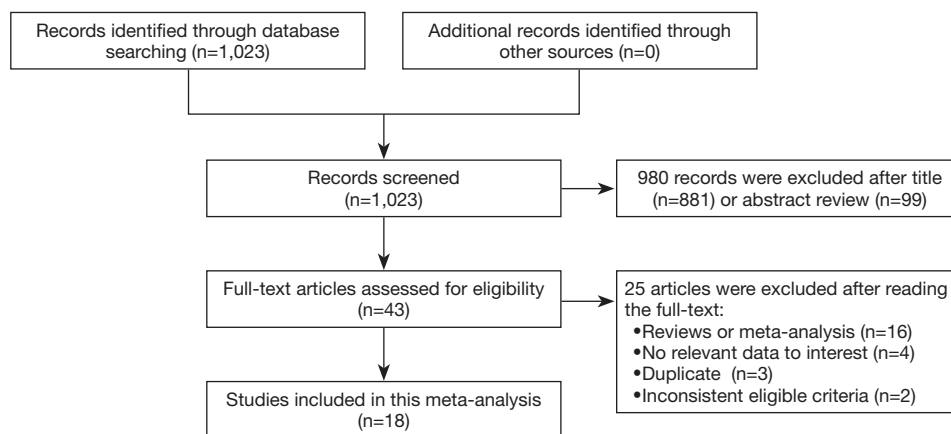 Records identified through database
searching (n=1,023)
Additional records identified through
other sources (n=0)
Records screened
(n=1,023)
980 records were excluded after title
(n=881) or abstract review (n=99)
Full-text articles assessed for eligibility
(n=43)
25 articles were excluded after reading
the full-text:
•Reviews or meta-analysis (n=16)
•No relevant data to interest (n=4)
•Duplicate (n=3)
•Inconsistent eligible criteria (n=2)
Studies included in this meta-analysis
(n=18)